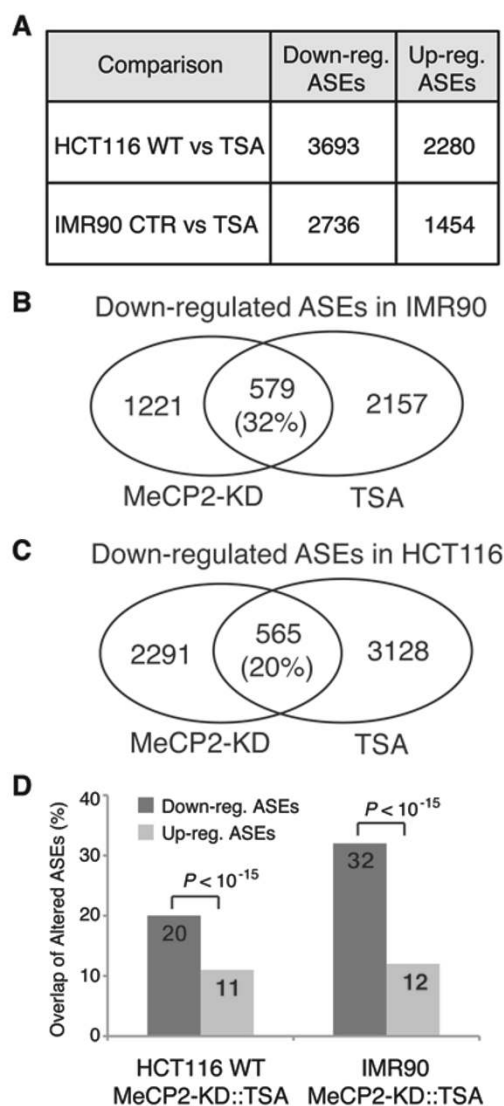 A
Comparison
Down-reg.
ASEs
Up-reg.
ASEs
HCT116 WT vs TSA
3693
2280
IMR90 CTR vs TSA
2736
1454
B
Down-regulated ASEs in IMR90
1221
579
(32%)
2157
MeCP2-KD
TSA
C
Down-regulated ASEs in HCT116
2291
565
(20%)
3128
MeCP2-KD
TSA
D
Overlap of Altered ASEs (%)
40
30
20
10
0
Down-reg. ASEs
Up-reg. ASEs
P < 10⁻¹⁵
P < 10⁻¹⁵
20
11
32
12
HCT116 WT
MeCP2-KD::TSA
IMR90
MeCP2-KD::TSA